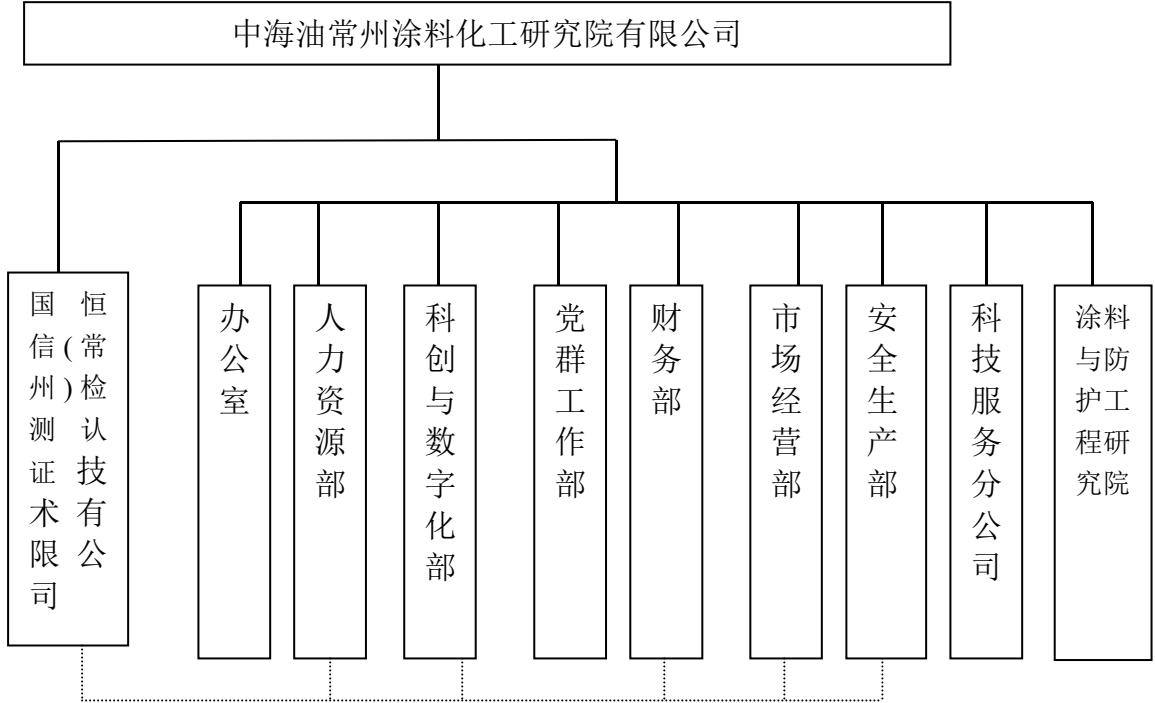 中海油常州涂料化工研究院有限公司
国 恒
信(常
州)检
测 认
证 技
术 有
限 公
司
办公室
人力资源部
科创与数字化部
党群工作部
财务部
市场经营部
安全生产部
科技服务分公司
涂料
与防
护工
程研
究院